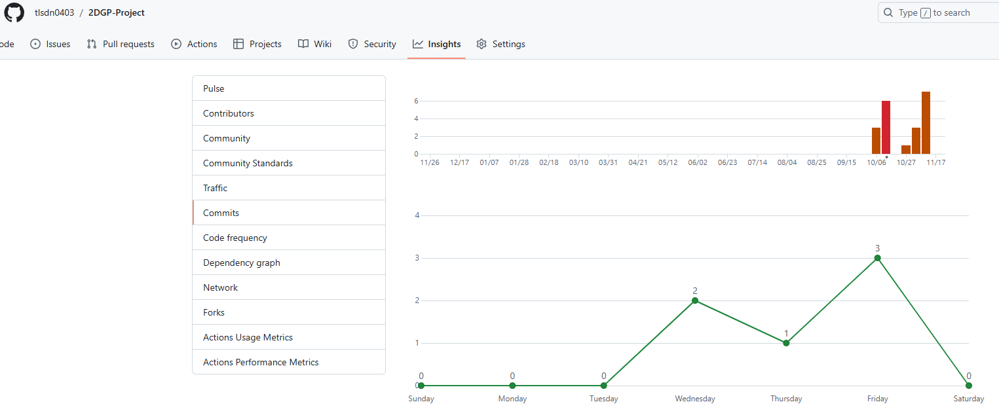 tlsdn0403 / 2DGP-Project
Type / to search
ode Issues Pull requests Actions Projects Wiki Security Insights Settings
Pulse
Contributors
Community
Community Standards
Traffic
Commits
Code frequency
Dependency graph
Network
Forks
Actions Usage Metrics
Actions Performance Metrics
6
4
2
0
11/26 12/17 01/07 01/28 02/18 03/10 03/31 04/21 05/12 06/02 06/23 07/14 08/04 08/25 09/15 10/06 10/27 11/17
4
3
2
1
0
0 0 0 2 1 3 0
Sunday Monday Tuesday Wednesday Thursday Friday Saturday